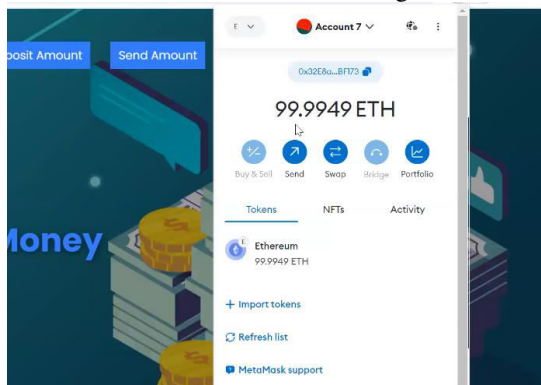 E
Account 7
0x32E8a...BF173
posit Amount
Send Amount
99.9949 ETH
Buy & Sell
Send
Swap
Bridge
Portfolio
Tokens
NFTs
Activity
Money
E
Ethereum
99.9949 ETH
+ Import tokens
Refresh list
MetaMask support